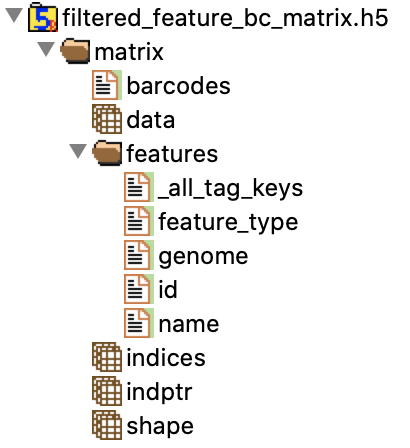 filtered_feature_bc_matrix.h5
matrix
barcodes
data
features
_all_tag_keys
feature_type
genome
id
name
indices
indptr
shape